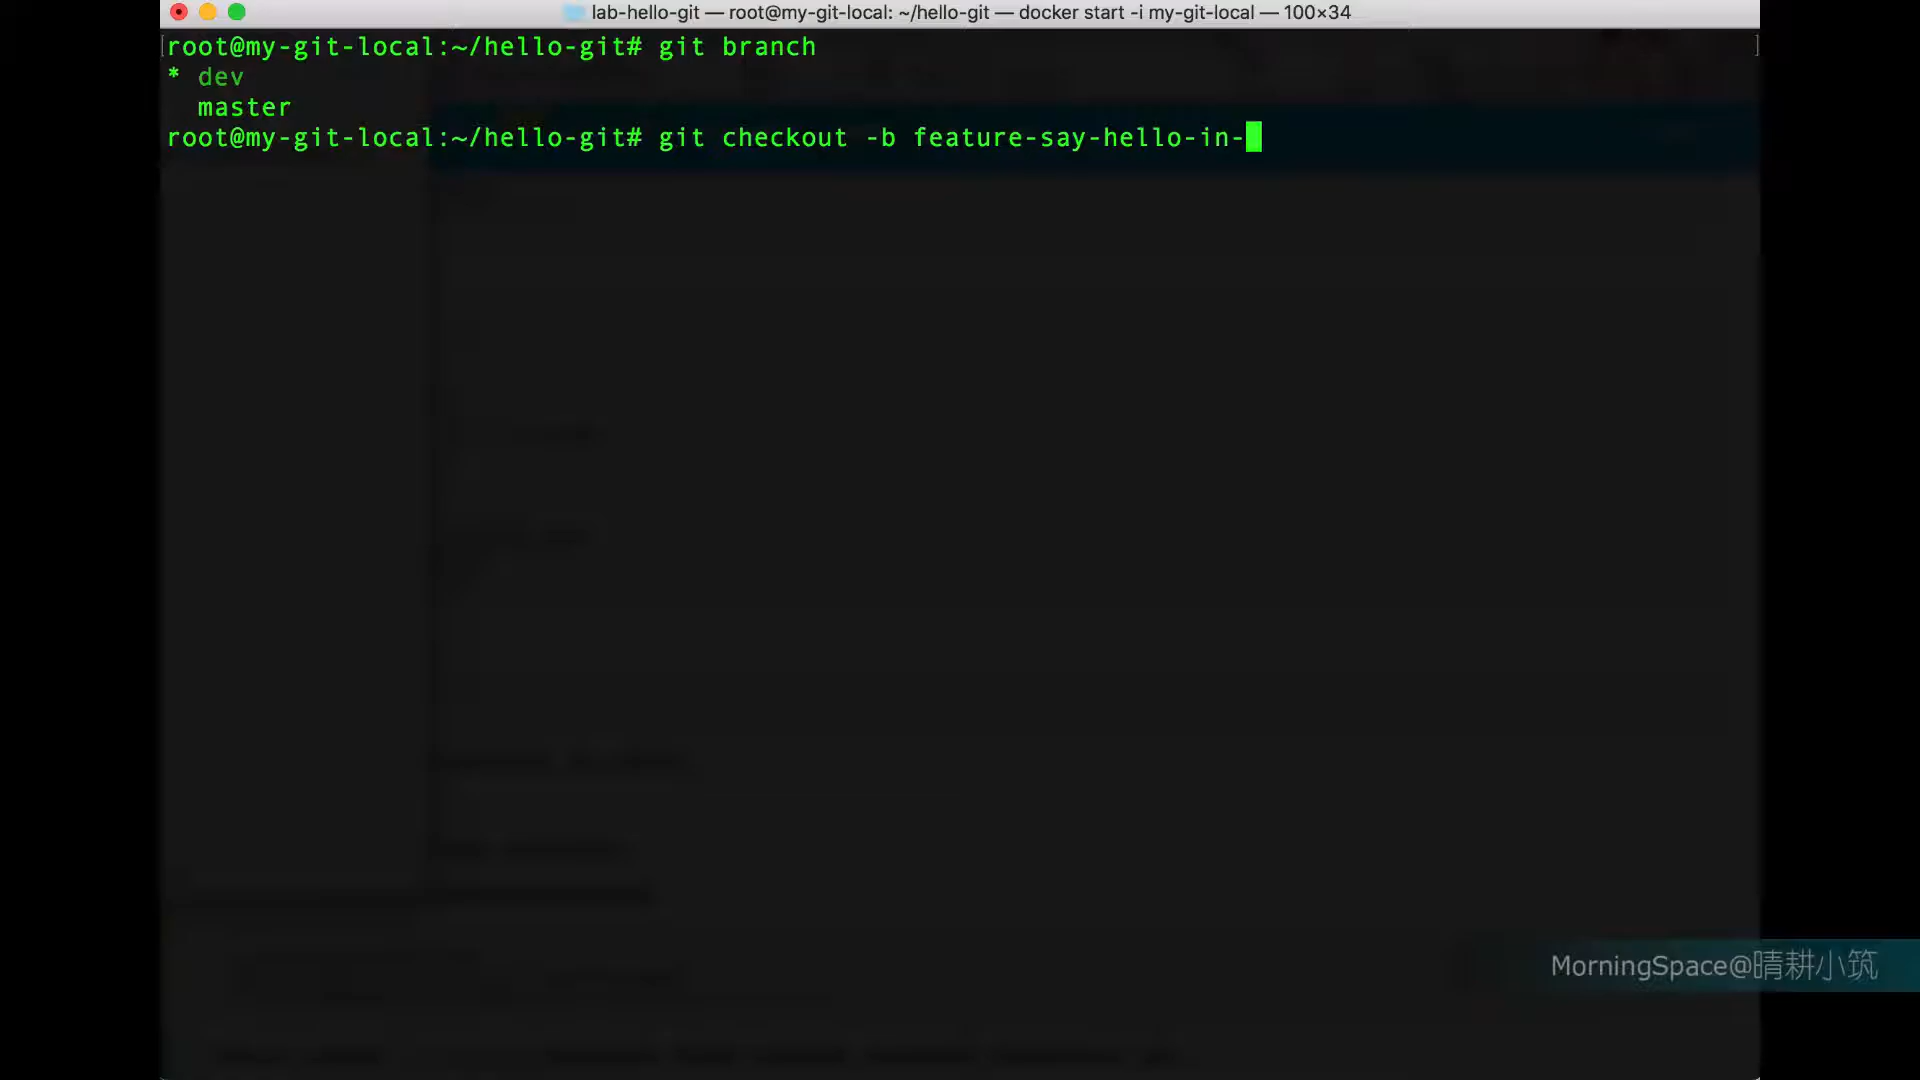 lab-hello-git — root@my-git-local: ~/hello-git — docker start -i my-git-local — 100×34
root@my-git-local:~/hello-git# git branch
* dev
  master
root@my-git-local:~/hello-git# git checkout -b feature-say-hello-in-
MorningSpace@晴耕小筑